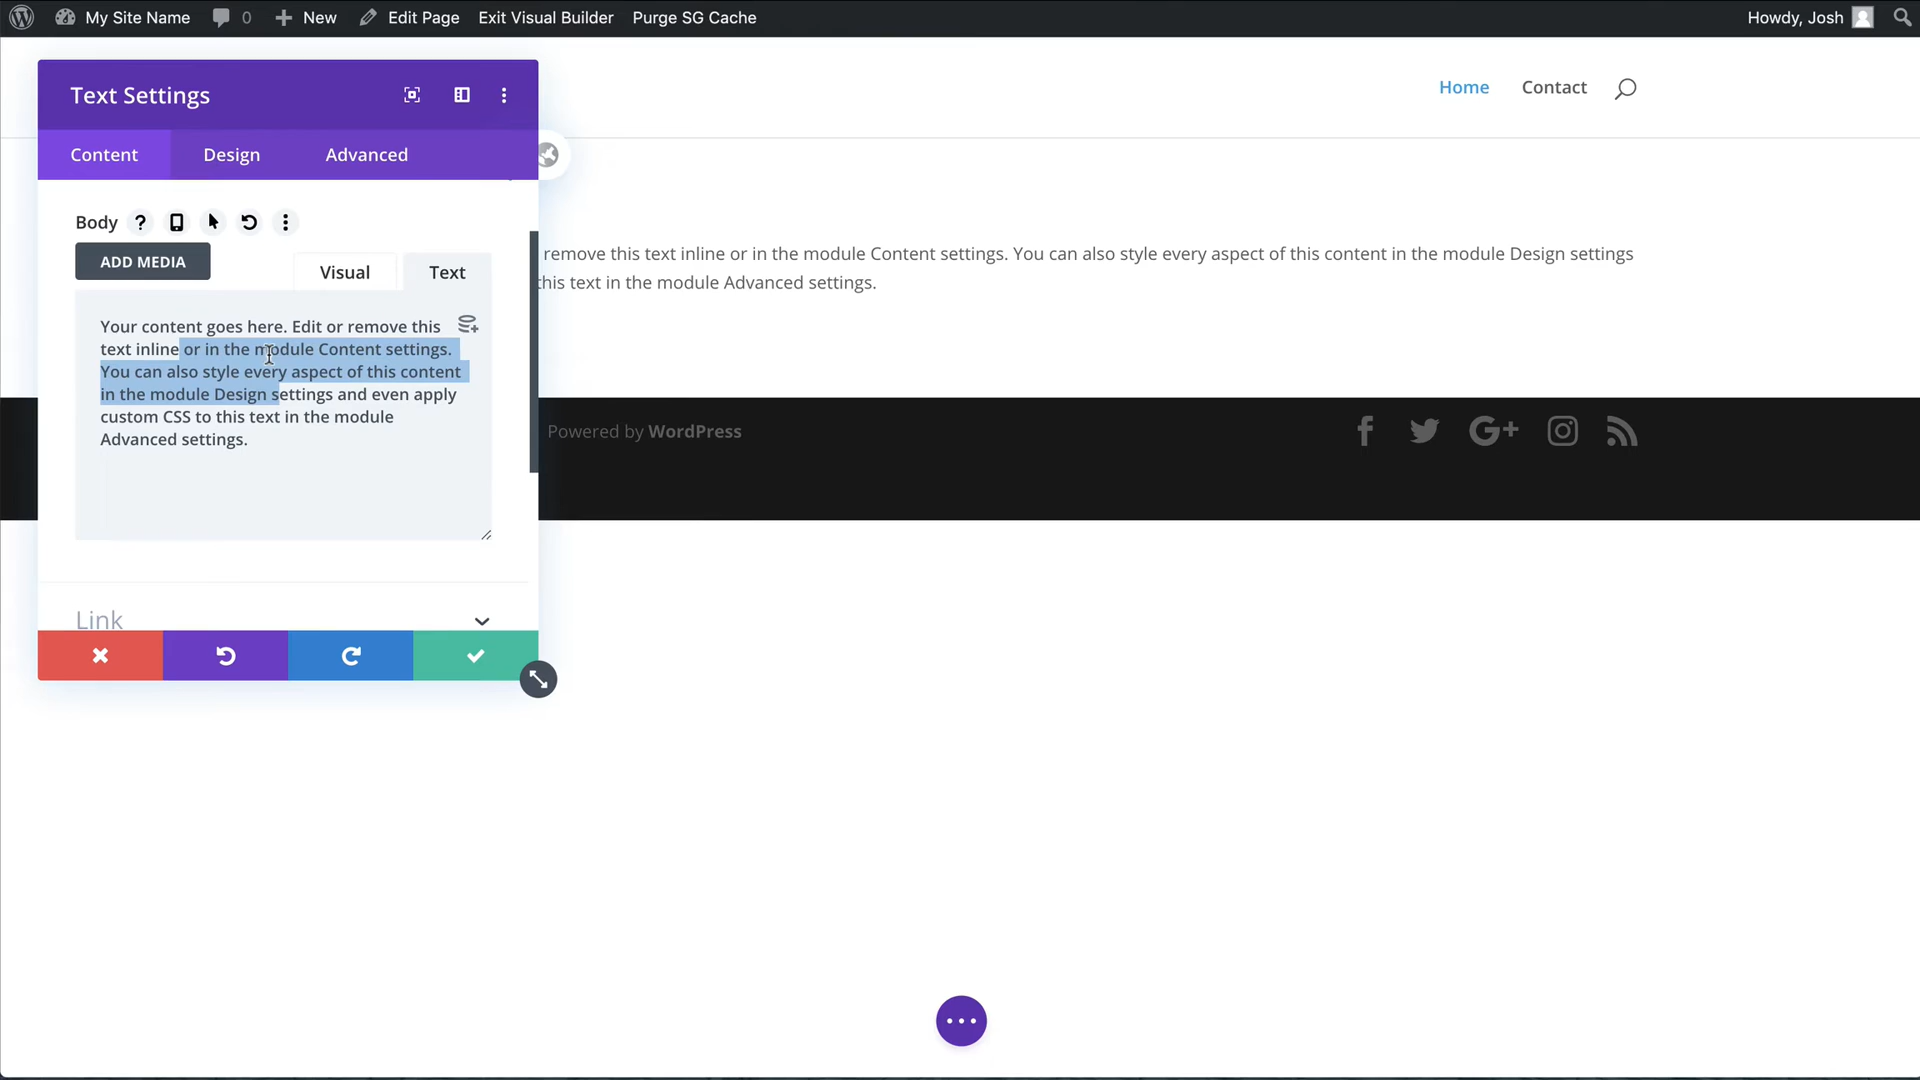 My Site Name 0 New Edit Page Exit Visual Builder Purge SG Cache Howdy, Josh
Text Settings
Home Contact
Content Design Advanced
Body ?
ADD MEDIA Visual Text
Your content goes here. Edit or remove this
text inline or in the module Content settings.
You can also style every aspect of this content
in the module Design settings and even apply
custom CSS to this text in the module
Advanced settings.
remove this text inline or in the module Content settings. You can also style every aspect of this content in the module Design settings
this text in the module Advanced settings.
Powered by WordPress
Link